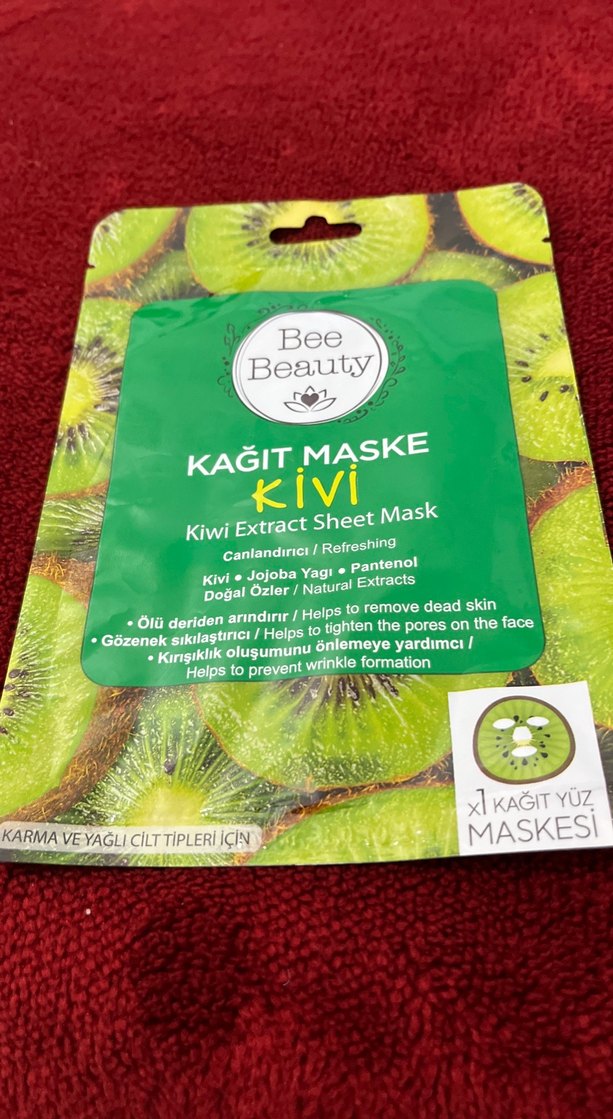 Bee
Beauty
KAĞIT MASKE
KİVİ
Kiwi Extract Sheet Mask
Canlandırıcı / Refreshing
Kivi • Jojoba Yagı • Pantenol
Doğal Özler / Natural Extracts
• Ölü deriden arındırır / Helps to remove dead skin
• Gözenek sıkılaştırıcı / Helps to tighten the pores on the face
• Kırışıklık oluşumunu önlemeye yardımcı /
Helps to prevent wrinkle formation
x1 KAĞIT YÜZ
MASKESİ
KARMA VE YAĞLI CİLT TİPLERİ İÇİN